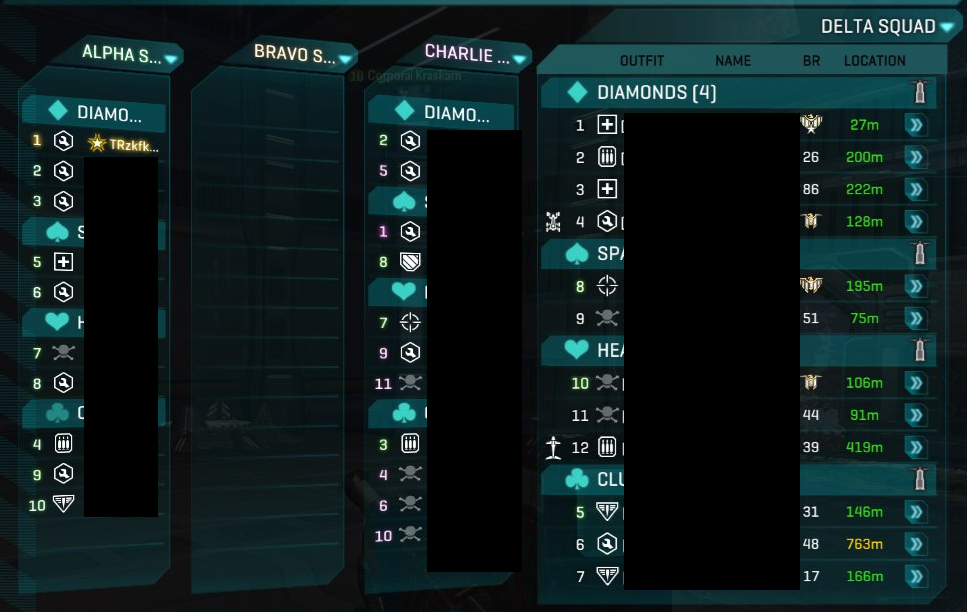 DELTA SQUAD
ALPHA S...
BRAVO S...
CHARLIE ...
OUTFIT NAME BR LOCATION
10 Corporal Kraskarn
DIAMO...
1 TRzkfk...
2
3
S
5
6
H
7
8
C
4
9
10
DIAMO...
2
5
S
1
8
7
9
11
3
4
6
10
DIAMONDS (4)
1 27m
2 26 200m
3 86 222m
4 128m
SPA
8 195m
9 51 75m
HEA
10 106m
11 44 91m
12 39 419m
CLU
5 31 146m
6 48 763m
7 17 166m